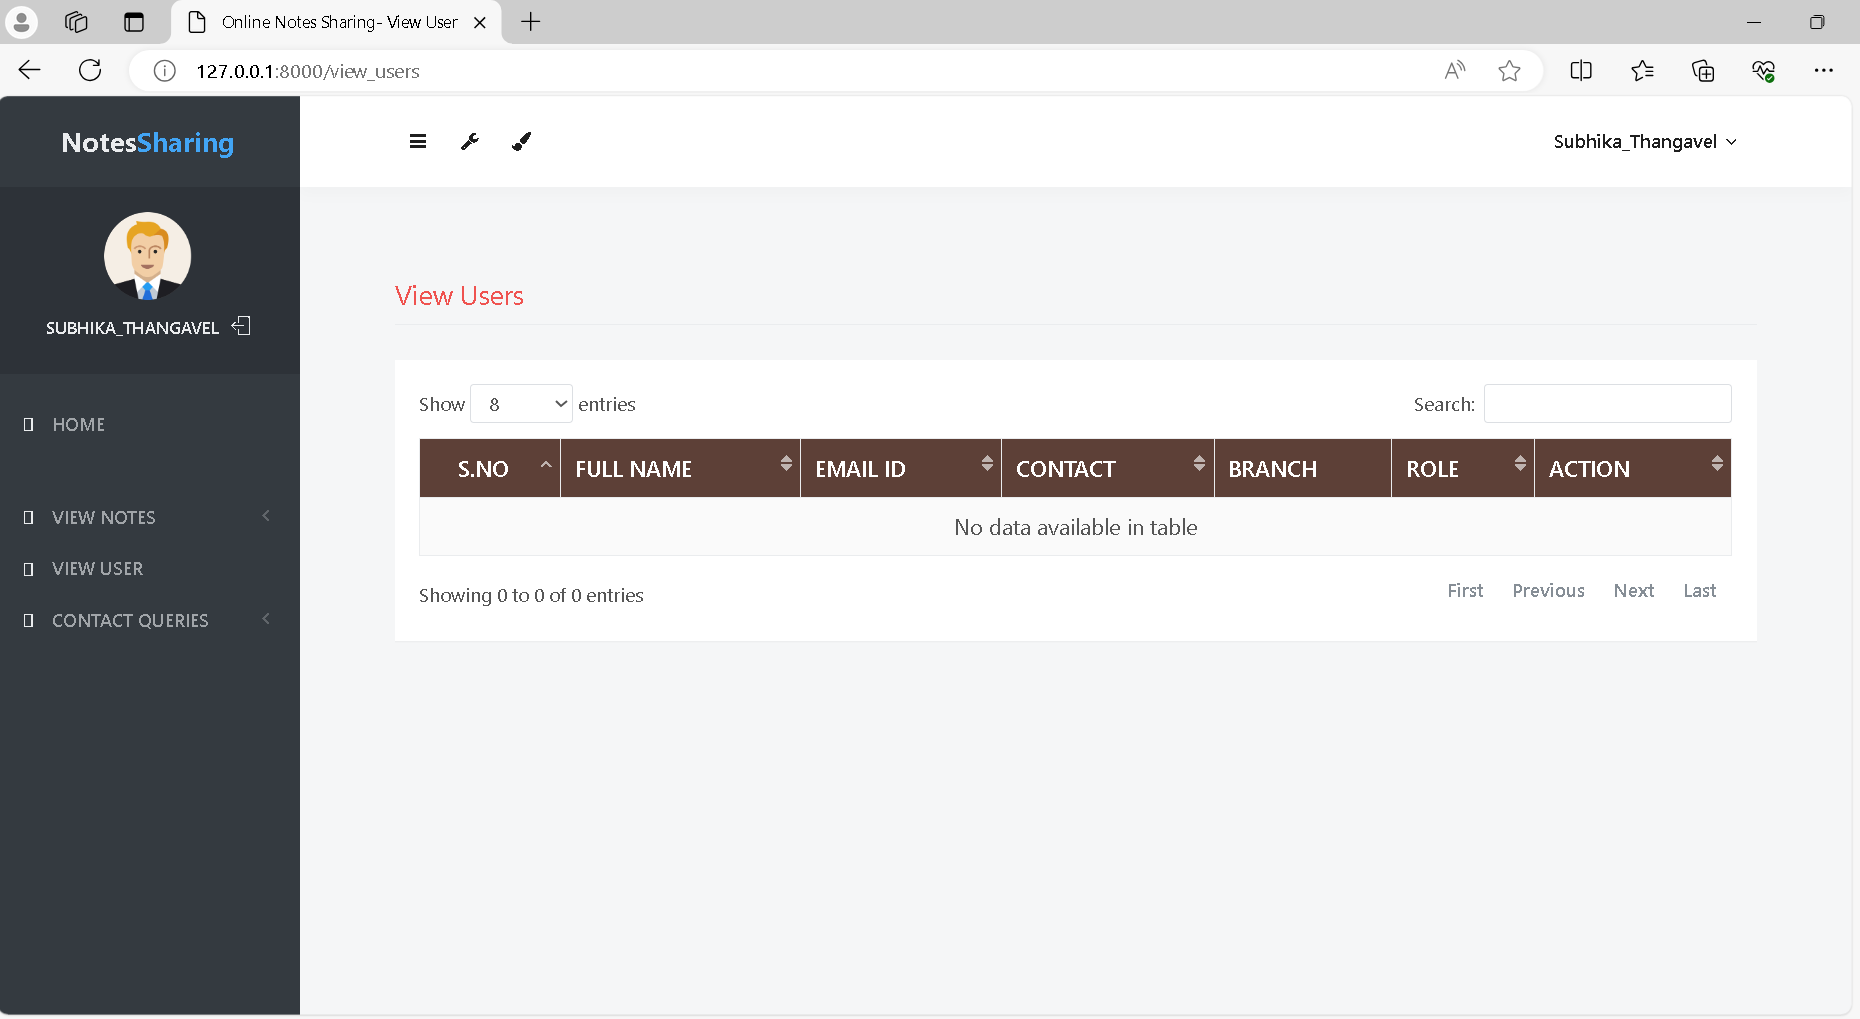 Online Notes Sharing- View User
127.0.0.1:8000/view_users
NotesSharing
Subhika_Thangavel
SUBHIKA_THANGAVEL
HOME
VIEW NOTES
VIEW USER
CONTACT QUERIES
View Users
Show 8 entries
Search:
S.NO FULL NAME EMAIL ID CONTACT BRANCH ROLE ACTION
No data available in table
Showing 0 to 0 of 0 entries
First Previous Next Last